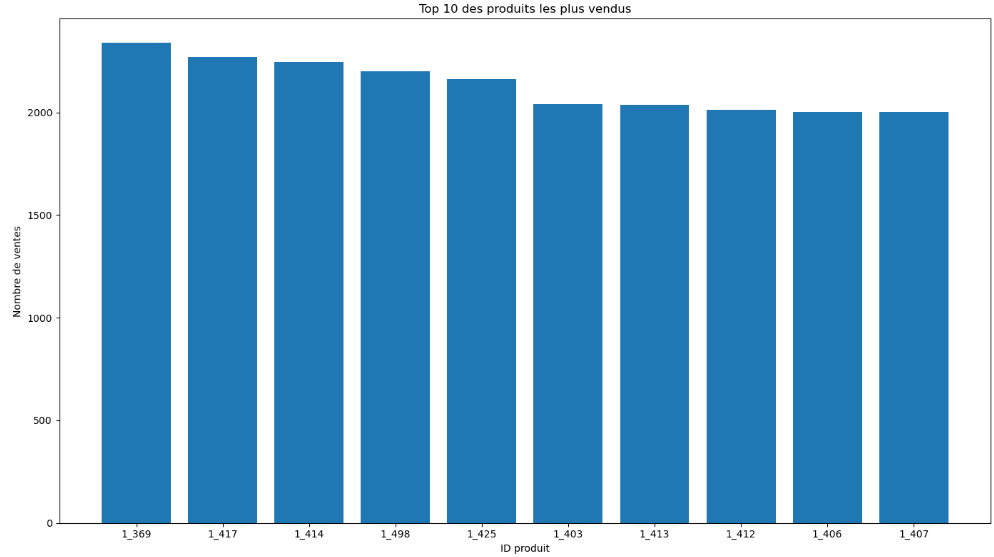 Top 10 des produits les plus vendus
Nombre de ventes
2000
1500
1000
500
0
1_369 1_417 1_414 1_498 1_425 1_403 1_413 1_412 1_406 1_407
ID produit